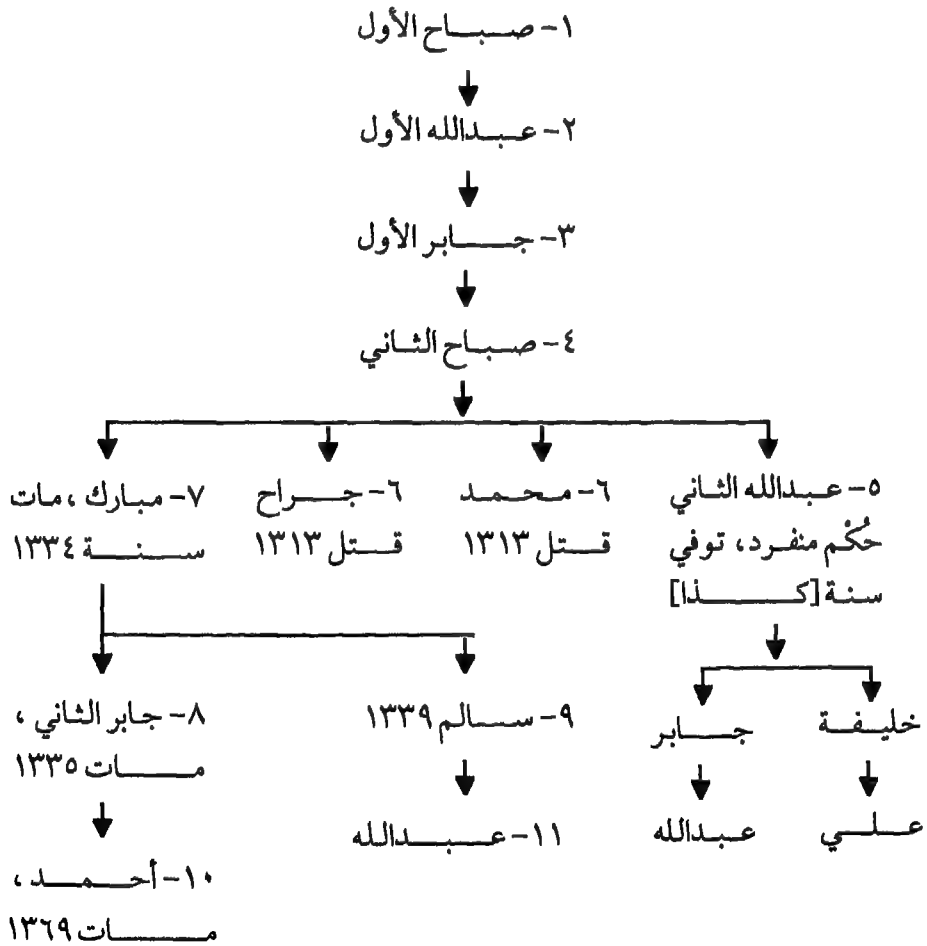 ١- صباح الأول
٢- عبدالله الأول
٣- جابر الأول
٤- صباح الثاني
٥- عبدالله الثاني
حُكْم منفرد، توفي
سنة [كذا]
٦- محمد
قتل ١٣١٣
٦- جراح
قتل ١٣١٣
٧- مبارك، مات
سنة ١٣٣٤
خليفة
جابر
٩- سالم ١٣٣٩
٨- جابر الثاني،
مات ١٣٣٥
علي
عبدالله
١١- عبدالله
١٠- أحمد،
مات ١٣٦٩